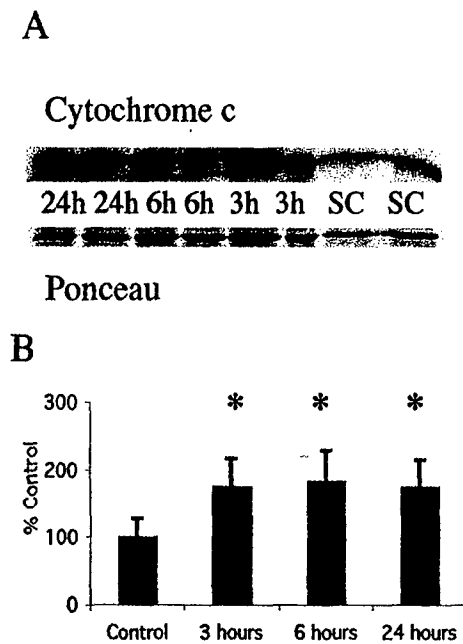 A
Cytochrome c
24h 24h 6h 6h 3h 3h SC SC
Ponceau
B
300
* * *
200
% Control
100
0
Control 3 hours 6 hours 24 hours